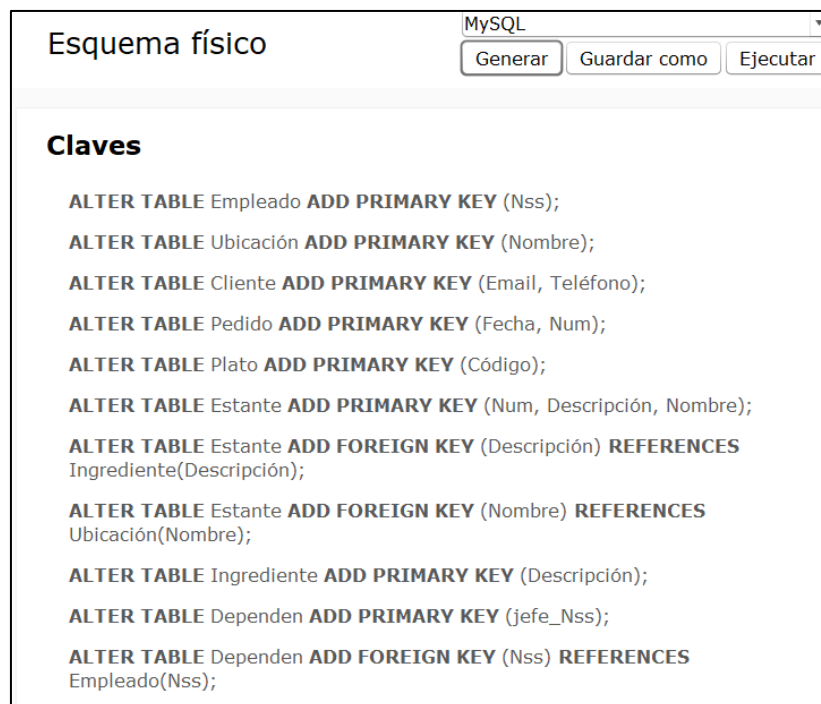 MySQL
Esquema físico
Generar
Guardar como
Ejecutar
Claves
ALTER TABLE Empleado ADD PRIMARY KEY (Nss);
ALTER TABLE Ubicación ADD PRIMARY KEY (Nombre);
ALTER TABLE Cliente ADD PRIMARY KEY (Email, Teléfono);
ALTER TABLE Pedido ADD PRIMARY KEY (Fecha, Num);
ALTER TABLE Plato ADD PRIMARY KEY (Código);
ALTER TABLE Estante ADD PRIMARY KEY (Num, Descripción, Nombre);
ALTER TABLE Estante ADD FOREIGN KEY (Descripción) REFERENCES
Ingrediente(Descripción);
ALTER TABLE Estante ADD FOREIGN KEY (Nombre) REFERENCES
Ubicación(Nombre);
ALTER TABLE Ingrediente ADD PRIMARY KEY (Descripción);
ALTER TABLE Dependen ADD PRIMARY KEY (jefe_Nss);
ALTER TABLE Dependen ADD FOREIGN KEY (Nss) REFERENCES
Empleado(Nss);